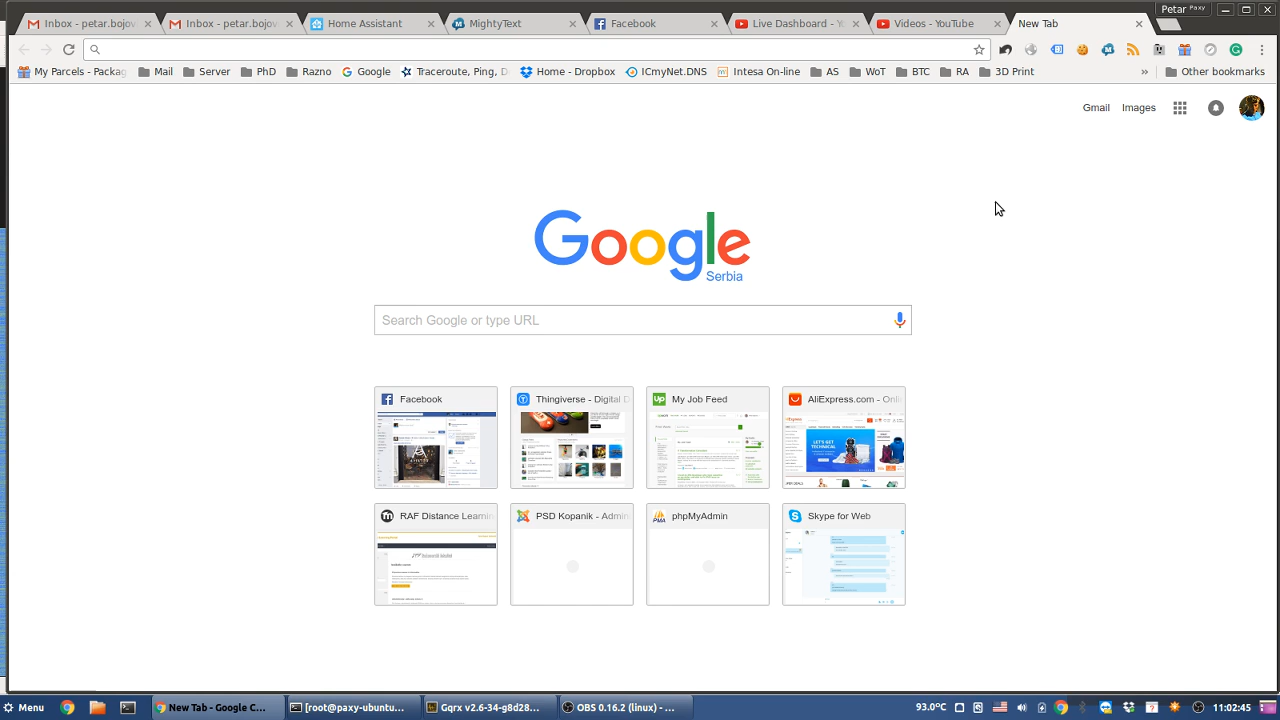 Petar Paxy
Inbox - petar.bojov
Inbox - petar.bojov
Home Assistant
MightyText
Facebook
Live Dashboard - Y
Videos - YouTube
New Tab
My Parcels - Packag
Mail
Server
PhD
Razno
Google
Traceroute, Ping, D
Home - Dropbox
ICmyNet.DNS
Intesa On-line
AS
WoT
BTC
RA
3D Print
»
Other bookmarks
Gmail
Images
Google
Serbia
Search Google or type URL
Facebook
Thingiverse - Digital D
My Job Feed
AliExpress.com - Onli
LET'S GET
TECHNICAL
RAF Distance Learnin
PSD Kopanik - Admin
phpMyAdmin
Skype for Web
Menu
New Tab - Google C...
[root@paxy-ubuntu...
Gqrx v2.6-34-g8d28...
OBS 0.16.2 (linux) - ...
93.0°C
11:02:45